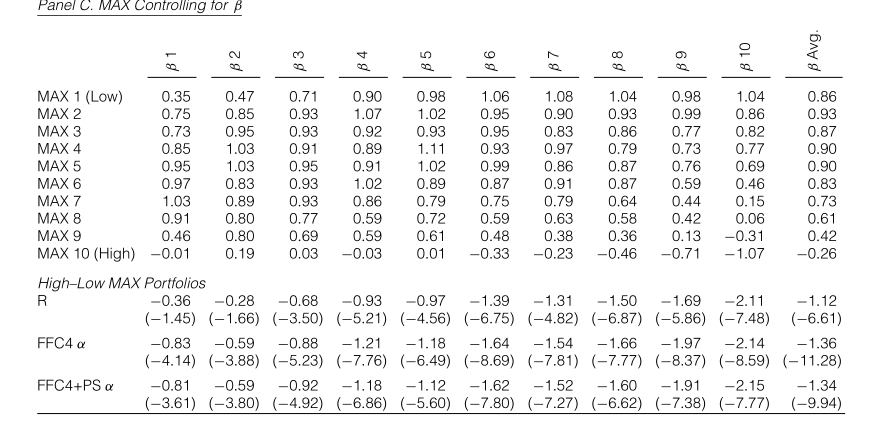 Panel C. MAX Controlling for β
β 1 β 2 β 3 β 4 β 5 β 6 β 7 β 8 β 9 β 10 β Avg.
MAX 1 (Low) 0.35 0.47 0.71 0.90 0.98 1.06 1.08 1.04 0.98 1.04 0.86
MAX 2 0.75 0.85 0.93 1.07 1.02 0.95 0.90 0.93 0.99 0.86 0.93
MAX 3 0.73 0.95 0.93 0.92 0.93 0.95 0.83 0.86 0.77 0.82 0.87
MAX 4 0.85 1.03 0.91 0.89 1.11 0.93 0.97 0.79 0.73 0.77 0.90
MAX 5 0.95 1.03 0.95 0.91 1.02 0.99 0.86 0.87 0.76 0.69 0.90
MAX 6 0.97 0.83 0.93 1.02 0.89 0.87 0.91 0.87 0.59 0.46 0.83
MAX 7 1.03 0.89 0.93 0.86 0.79 0.75 0.79 0.64 0.44 0.15 0.73
MAX 8 0.91 0.80 0.77 0.59 0.72 0.59 0.63 0.58 0.42 0.06 0.61
MAX 9 0.46 0.80 0.69 0.59 0.61 0.48 0.38 0.36 0.13 −0.31 0.42
MAX 10 (High) −0.01 0.19 0.03 −0.03 0.01 −0.33 −0.23 −0.46 −0.71 −1.07 −0.26
High–Low MAX Portfolios
R −0.36 −0.28 −0.68 −0.93 −0.97 −1.39 −1.31 −1.50 −1.69 −2.11 −1.12
(−1.45) (−1.66) (−3.50) (−5.21) (−4.56) (−6.75) (−4.82) (−6.87) (−5.86) (−7.48) (−6.61)
FFC4 α −0.83 −0.59 −0.88 −1.21 −1.18 −1.64 −1.54 −1.66 −1.97 −2.14 −1.36
(−4.14) (−3.88) (−5.23) (−7.76) (−6.49) (−8.69) (−7.81) (−7.77) (−8.37) (−8.59) (−11.28)
FFC4+PS α −0.81 −0.59 −0.92 −1.18 −1.12 −1.62 −1.52 −1.60 −1.91 −2.15 −1.34
(−3.61) (−3.80) (−4.92) (−6.86) (−5.60) (−7.80) (−7.27) (−6.62) (−7.38) (−7.77) (−9.94)